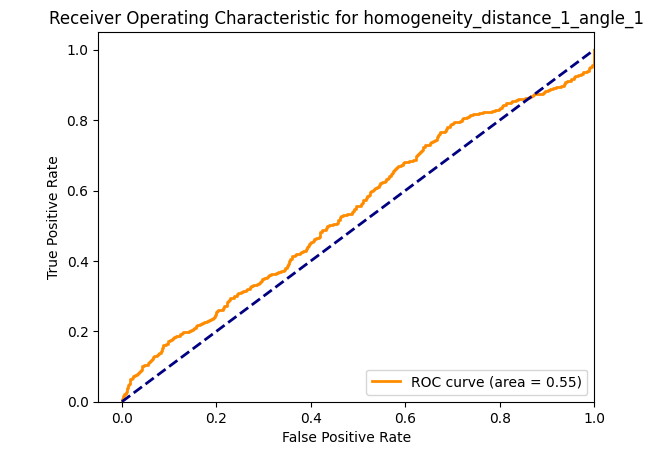 Receiver Operating Characteristic for homogeneity_distance_1_angle_1
1.0
0.8
0.6
0.4
0.2
0.0
True Positive Rate
ROC curve (area = 0.55)
0.0 0.2 0.4 0.6 0.8 1.0
False Positive Rate